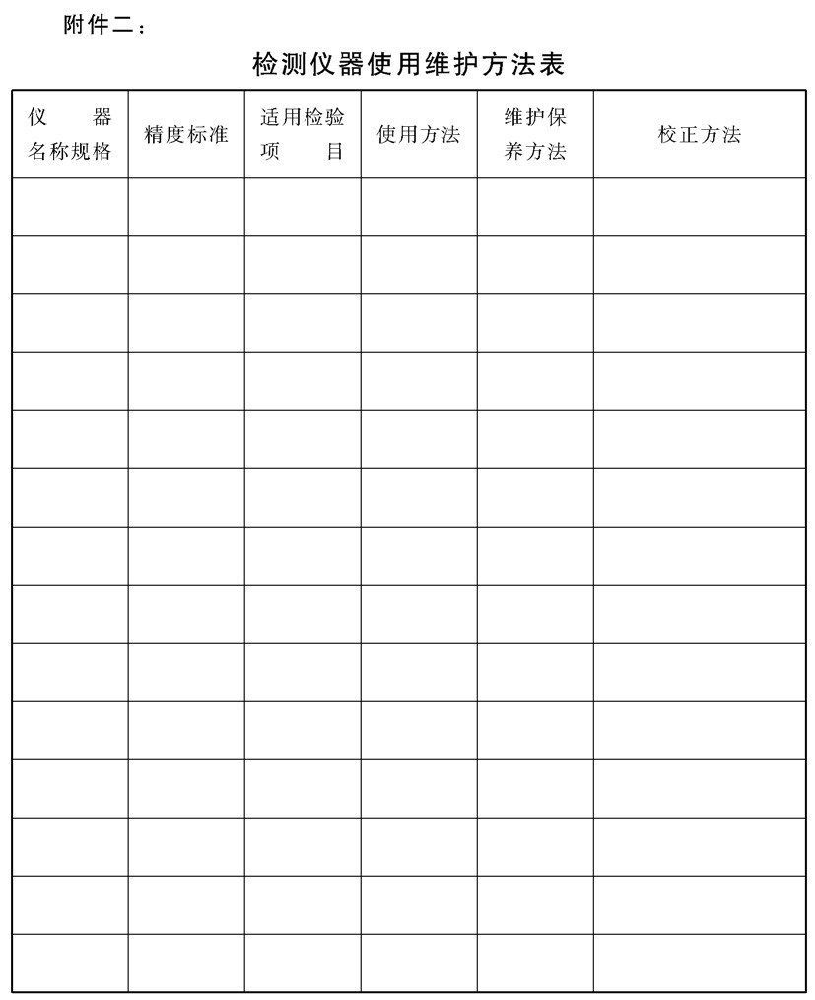 附件二：
检测仪器使用维护方法表
仪 器
名称规格
精度标准
适用检验
项 目
使用方法
维护保
养方法
校正方法